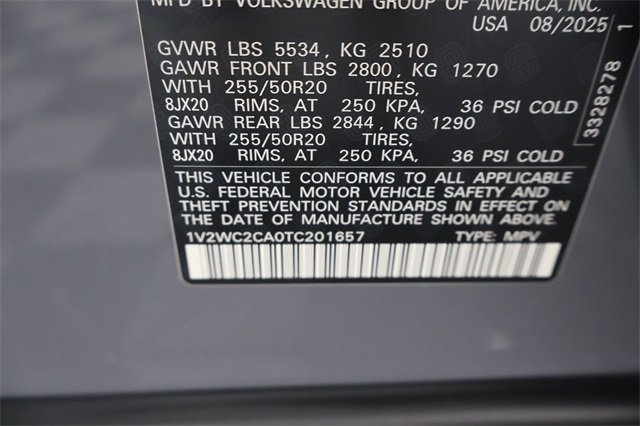 MFD BY VOLKSWAGEN GROUP OF AMERICA, INC.
USA 08/2025
GVWR LBS 5534, KG 2510
GAWR FRONT LBS 2800, KG 1270
WITH 255/50R20 TIRES,
8JX20 RIMS, AT 250 KPA, 36 PSI COLD
GAWR REAR LBS 2844, KG 1290
WITH 255/50R20 TIRES,
8JX20 RIMS, AT 250 KPA, 36 PSI COLD
THIS VEHICLE CONFORMS TO ALL APPLICABLE
U.S. FEDERAL MOTOR VEHICLE SAFETY AND
THEFT PREVENTION STANDARDS IN EFFECT ON
THE DATE OF MANUFACTURE SHOWN ABOVE.
1V2WC2CA0TC201657 TYPE: MPV
3328278 1